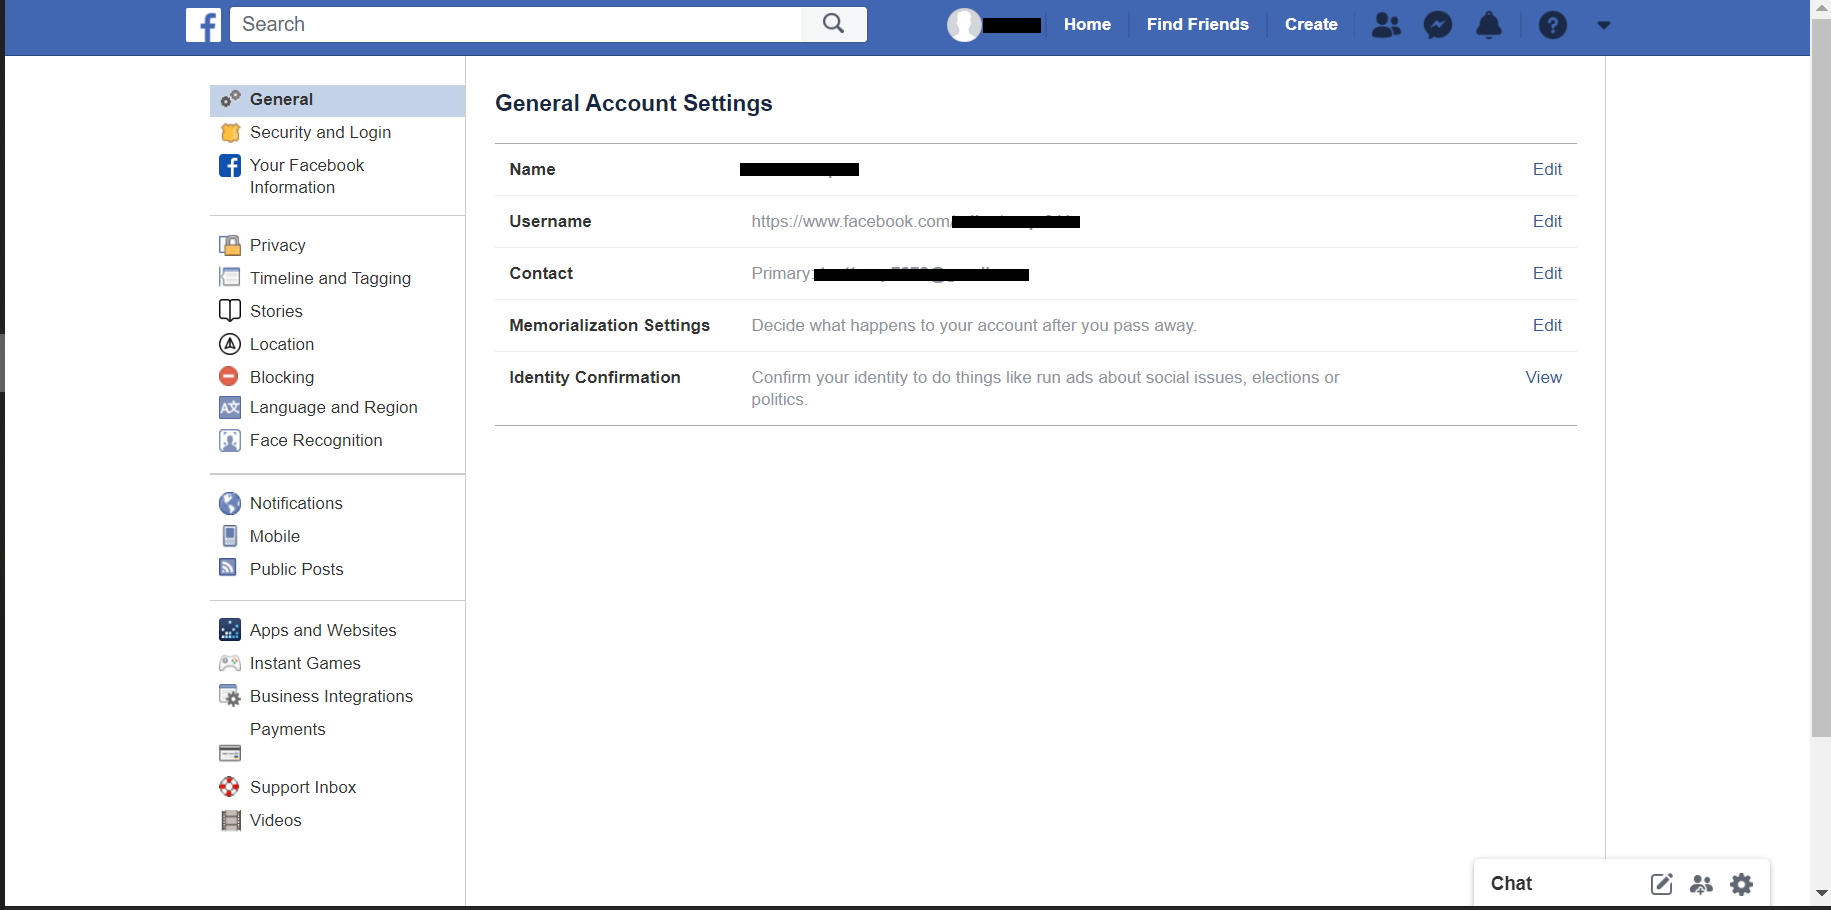 Search
Home
Find Friends
Create
General
Security and Login
Your Facebook
Information
Privacy
Timeline and Tagging
Stories
Location
Blocking
Language and Region
Face Recognition
Notifications
Mobile
Public Posts
Apps and Websites
Instant Games
Business Integrations
Payments
Support Inbox
Videos
General Account Settings
Name Edit
Username https://www.facebook.com/ Edit
Contact Primary: Edit
Memorialization Settings Decide what happens to your account after you pass away. Edit
Identity Confirmation Confirm your identity to do things like run ads about social issues, elections or View
politics.
Chat